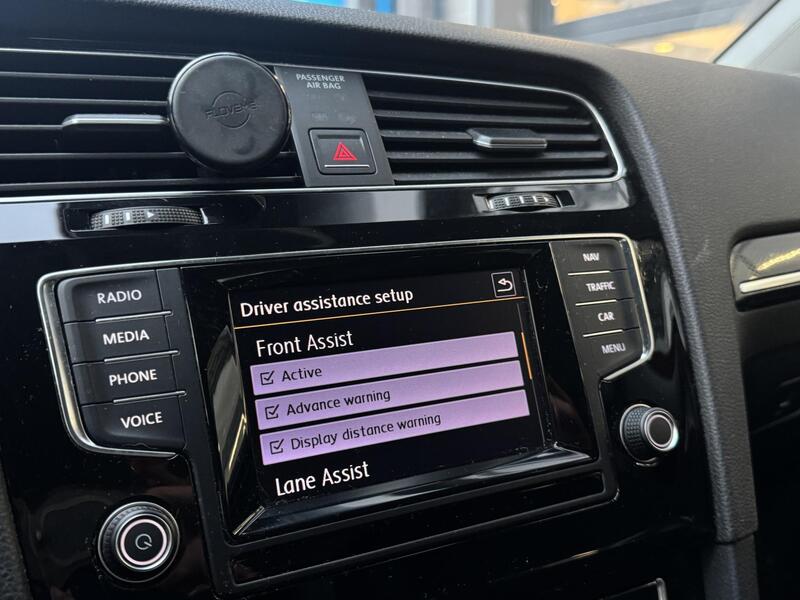 FLOVEME
PASSENGER
AIR BAG
RADIO
MEDIA
PHONE
VOICE
Driver assistance setup
Front Assist
Active
Advance warning
Display distance warning
Lane Assist
NAV
TRAFFIC
CAR
MENU